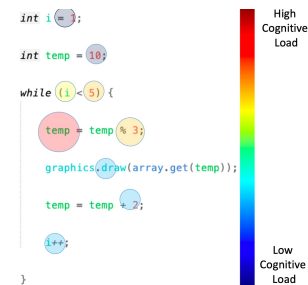 int i = 1;
int temp = 10;
while (i < 5) {
temp = temp % 3;
graphics.draw(array.get(temp));
temp = temp + 2;
i++;
}
High
Cognitive
Load
Low
Cognitive
Load